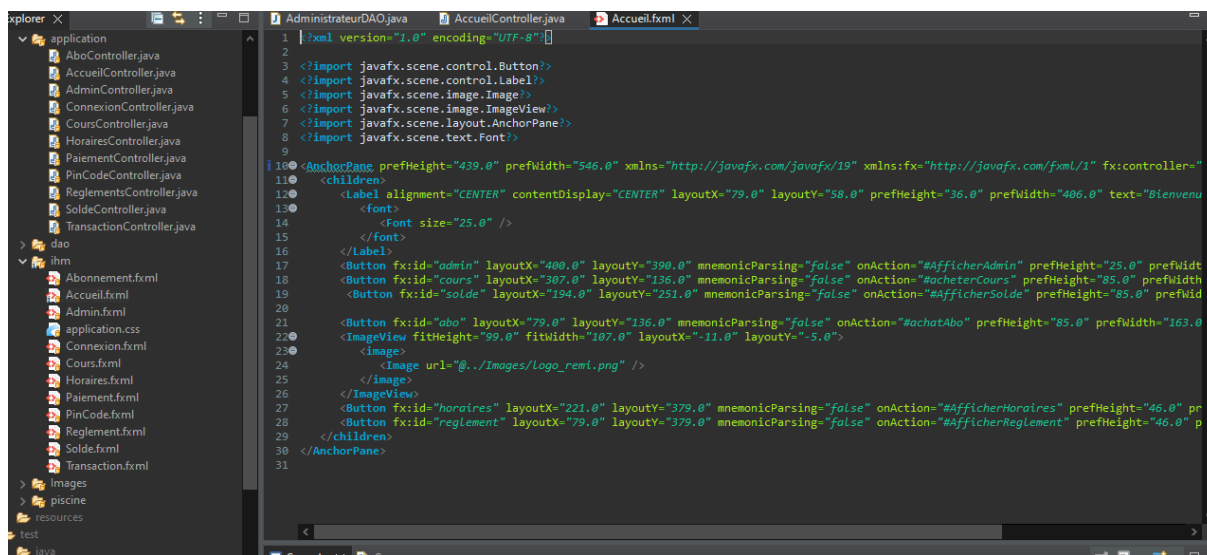 xplorer
application
AboController.java
AccueilController.java
AdminController.java
ConnexionController.java
CoursController.java
HorairesController.java
PaiementController.java
PinCodeController.java
ReglementsController.java
SoldeController.java
TransactionController.java
dao
ihm
Abonnement.fxml
Accueil.fxml
Admin.fxml
application.css
Connexion.fxml
Cours.fxml
Horaires.fxml
Paiement.fxml
PinCode.fxml
Reglement.fxml
Solde.fxml
Transaction.fxml
Images
piscine
resources
test
java
AdministrateurDAO.java AccueilController.java Accueil.fxml
1 <?xml version="1.0" encoding="UTF-8"?>
2
3 <?import javafx.scene.control.Button?>
4 <?import javafx.scene.control.Label?>
5 <?import javafx.scene.image.Image?>
6 <?import javafx.scene.image.ImageView?>
7 <?import javafx.scene.layout.AnchorPane?>
8 <?import javafx.scene.text.Font?>
9
10 <AnchorPane prefHeight="439.0" prefWidth="546.0" xmlns="http://javafx.com/javafx/19" xmlns:fx="http://javafx.com/fxml/1" fx:controller="
11 <children>
12 <Label alignment="CENTER" contentDisplay="CENTER" layoutX="79.0" layoutY="58.0" prefHeight="36.0" prefWidth="406.0" text="Bienvenu
13 <font>
14 <Font size="25.0" />
15 </font>
16 </Label>
17 <Button fx:id="admin" layoutX="400.0" layoutY="390.0" mnemonicParsing="false" onAction="#AfficherAdmin" prefHeight="25.0" prefWidt
18 <Button fx:id="cours" layoutX="307.0" layoutY="136.0" mnemonicParsing="false" onAction="#acheterCours" prefHeight="85.0" prefWidth
19 <Button fx:id="solde" layoutX="194.0" layoutY="251.0" mnemonicParsing="false" onAction="#AfficherSolde" prefHeight="85.0" prefWid
20
21 <Button fx:id="abo" layoutX="79.0" layoutY="136.0" mnemonicParsing="false" onAction="#achatAbo" prefHeight="85.0" prefWidth="163.0
22 <ImageView fitHeight="99.0" fitWidth="107.0" layoutX="-11.0" layoutY="-5.0">
23 <image>
24 <Image url="@../Images/logo_remi.png" />
25 </image>
26 </ImageView>
27 <Button fx:id="horaires" layoutX="221.0" layoutY="379.0" mnemonicParsing="false" onAction="#AfficherHoraires" prefHeight="46.0" pr
28 <Button fx:id="reglement" layoutX="79.0" layoutY="379.0" mnemonicParsing="false" onAction="#AfficherReglement" prefHeight="46.0" p
29 </children>
30 </AnchorPane>
31